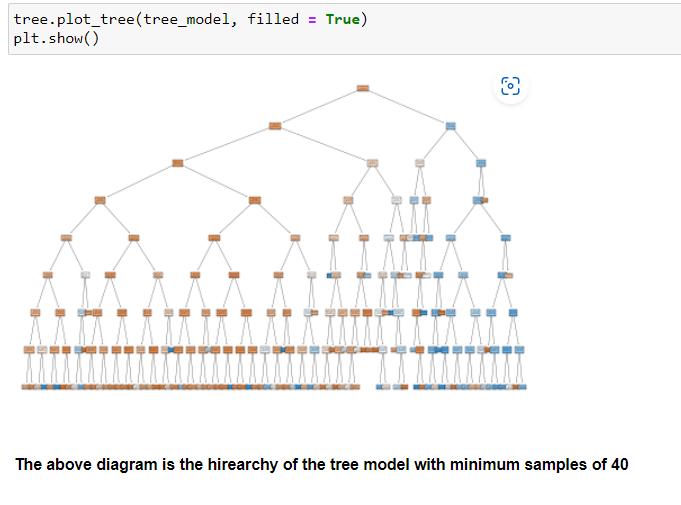 tree.plot_tree(tree_model, filled = True)
plt.show()
The above diagram is the hirearchy of the tree model with minimum samples of 40